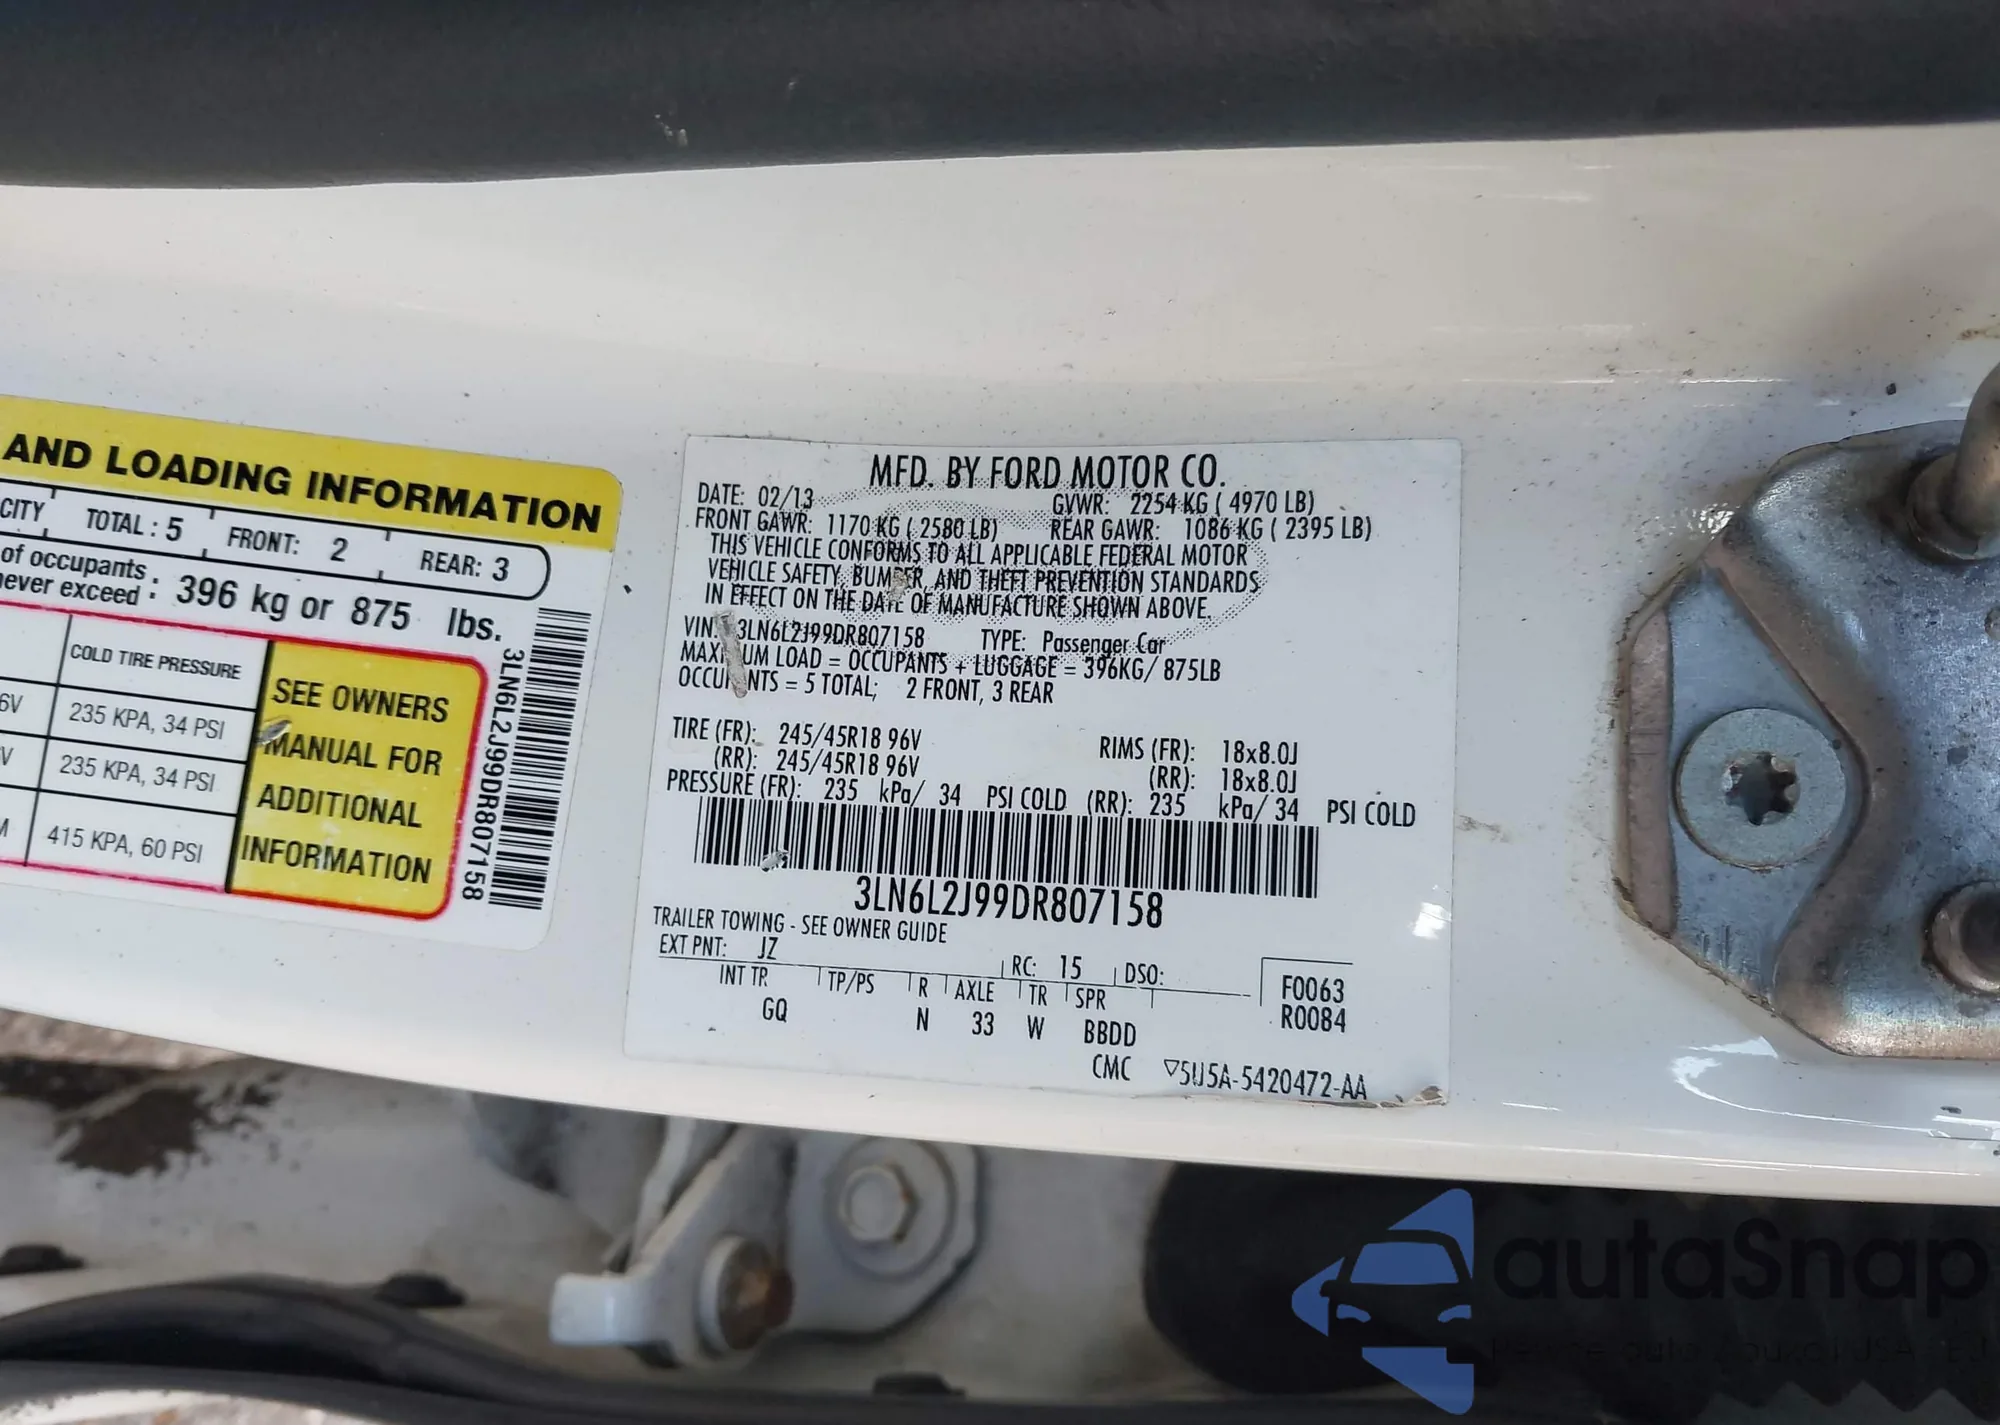 AND LOADING INFORMATION
CITY TOTAL : 5 FRONT: 2 REAR: 3
of occupants :
never exceed : 396 kg or 875 lbs.
COLD TIRE PRESSURE
6V 235 KPA, 34 PSI
V 235 KPA, 34 PSI
M 415 KPA, 60 PSI
SEE OWNERS
MANUAL FOR
ADDITIONAL
INFORMATION
3LN6L2J99DR807158
MFD. BY FORD MOTOR CO.
DATE: 02/13 GVWR: 2254 KG ( 4970 LB)
FRONT GAWR: 1170 KG ( 2580 LB) REAR GAWR: 1086 KG ( 2395 LB)
THIS VEHICLE CONFORMS TO ALL APPLICABLE FEDERAL MOTOR
VEHICLE SAFETY, BUMPER, AND THEFT PREVENTION STANDARDS
IN EFFECT ON THE DATE OF MANUFACTURE SHOWN ABOVE.
VIN: 3LN6L2J99DR807158 TYPE: Passenger Car
MAXIMUM LOAD = OCCUPANTS + LUGGAGE = 396KG/ 875LB
OCCUPANTS = 5 TOTAL; 2 FRONT, 3 REAR
TIRE (FR): 245/45R18 96V RIMS (FR): 18x8.0J
(RR): 245/45R18 96V (RR): 18x8.0J
PRESSURE (FR): 235 kPa/ 34 PSI COLD (RR): 235 kPa/ 34 PSI COLD
3LN6L2J99DR807158
TRAILER TOWING - SEE OWNER GUIDE
EXT PNT: JZ RC: 15 DSO:
INT TR TP/PS R AXLE TR SPR F0063
GQ N 33 W BBDD R0084
CMC ▽5U5A-5420472-AA
autaSnap